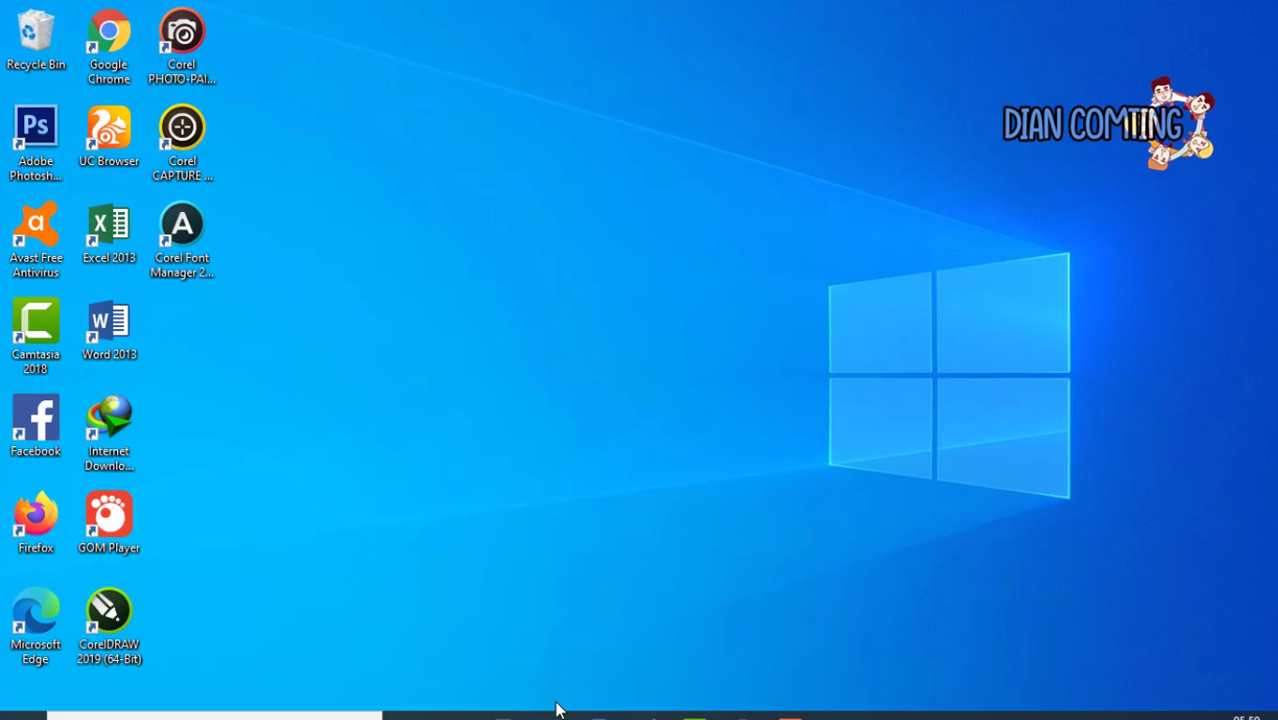 Recycle Bin
Google
Chrome
Corel
PHOTO-PAI...
Ps
Adobe
Photosh...
UC Browser
Corel
CAPTURE ...
a
Avast Free
Antivirus
Excel 2013
A
Corel Font
Manager 2...
Camtasia
2018
W
Word 2013
Facebook
Internet
Downlo...
Firefox
GOM Player
Microsoft
Edge
CorelDRAW
2019 (64-Bit)
DIAN COMTING